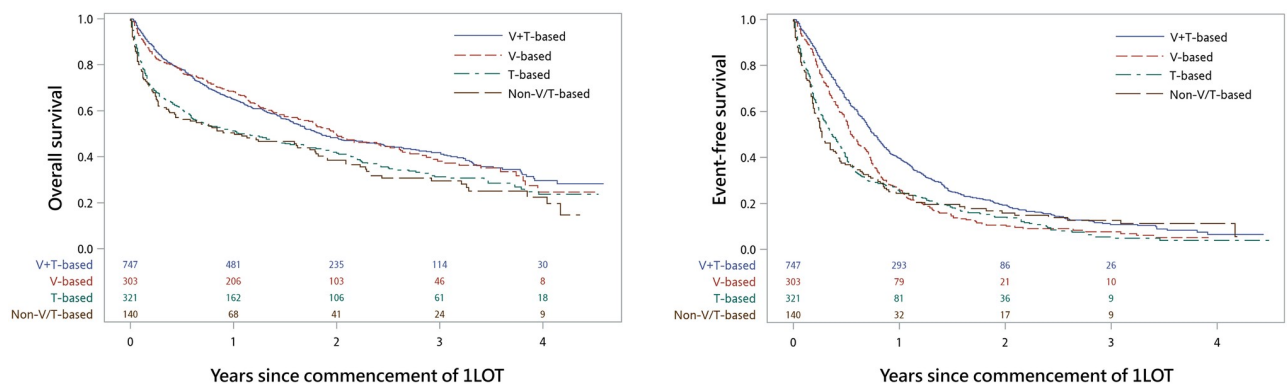 Overall survival
1.0
0.8
0.6
0.4
0.2
0.0
V+T-based
V-based
T-based
Non-V/T-based
V+T-based 747 481 235 114 30
V-based 303 206 103 46 8
T-based 321 162 106 61 18
Non-V/T-based 140 68 41 24 9
0 1 2 3 4
Years since commencement of 1LOT
Event-free survival
1.0
0.8
0.6
0.4
0.2
0.0
V+T-based
V-based
T-based
Non-V/T-based
V+T-based 747 293 86 26
V-based 303 79 21 10
T-based 321 81 36 9
Non-V/T-based 140 32 17 9
0 1 2 3 4
Years since commencement of 1LOT